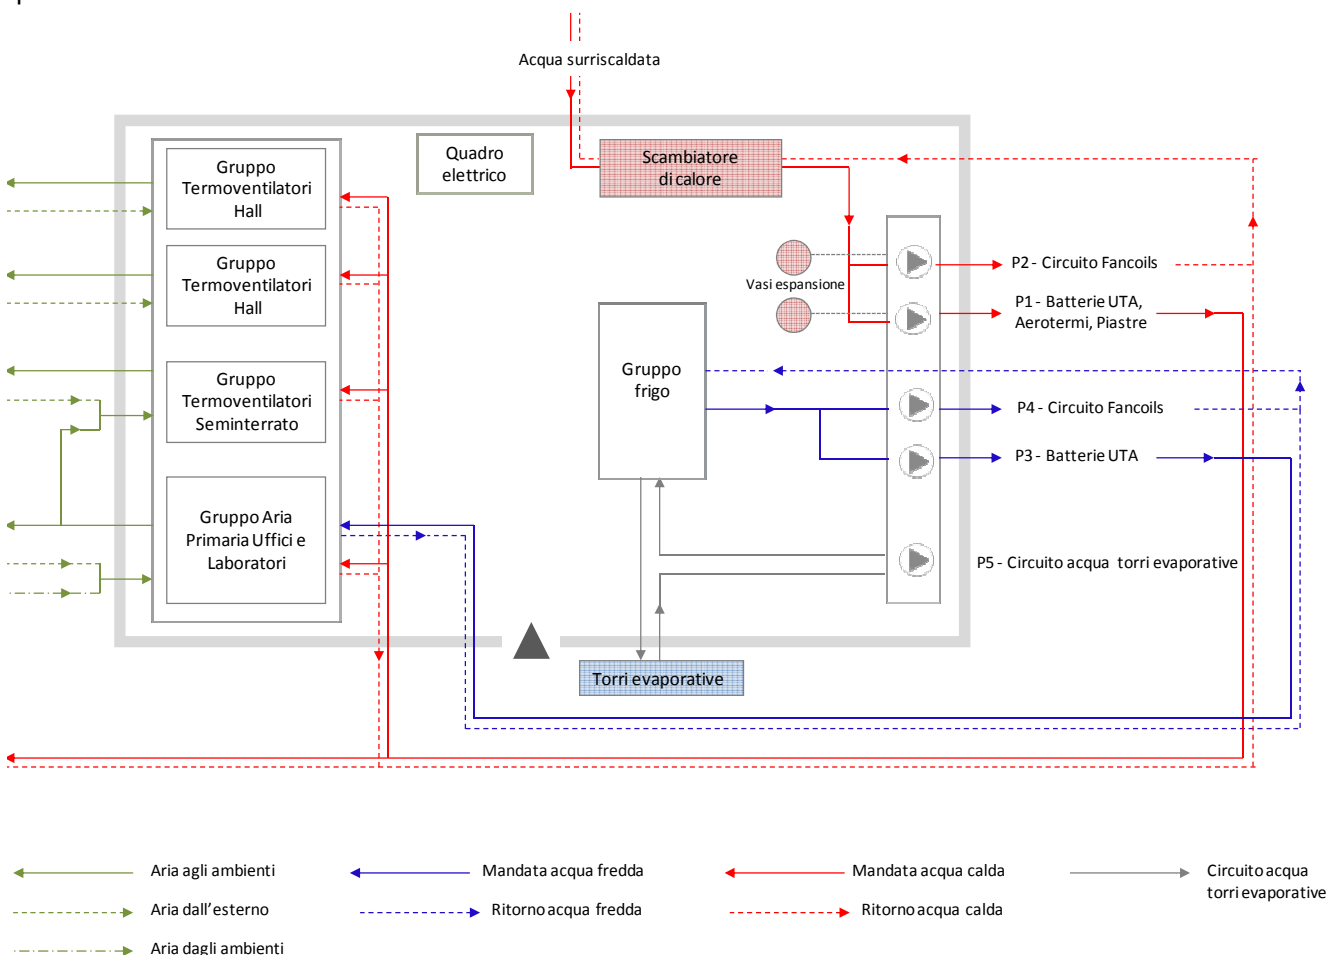 Acqua surriscaldata
Gruppo
Termoventilatori
Hall
Quadro
elettrico
Scambiatore
di calore
Gruppo
Termoventilatori
Hall
Vasi espansione
P2 - Circuito Fancoils
P1 - Batterie UTA,
Aerotermi, Piastre
Gruppo
Termoventilatori
Seminterrato
Gruppo
frigo
P4 - Circuito Fancoils
P3 - Batterie UTA
Gruppo Aria
Primaria Uffici e
Laboratori
P5 - Circuito acqua torri evaporative
Torri evaporative
Aria agli ambienti
Mandata acqua fredda
Mandata acqua calda
Circuito acqua
torri evaporative
Aria dall'esterno
Ritorno acqua fredda
Ritorno acqua calda
Aria dagli ambienti